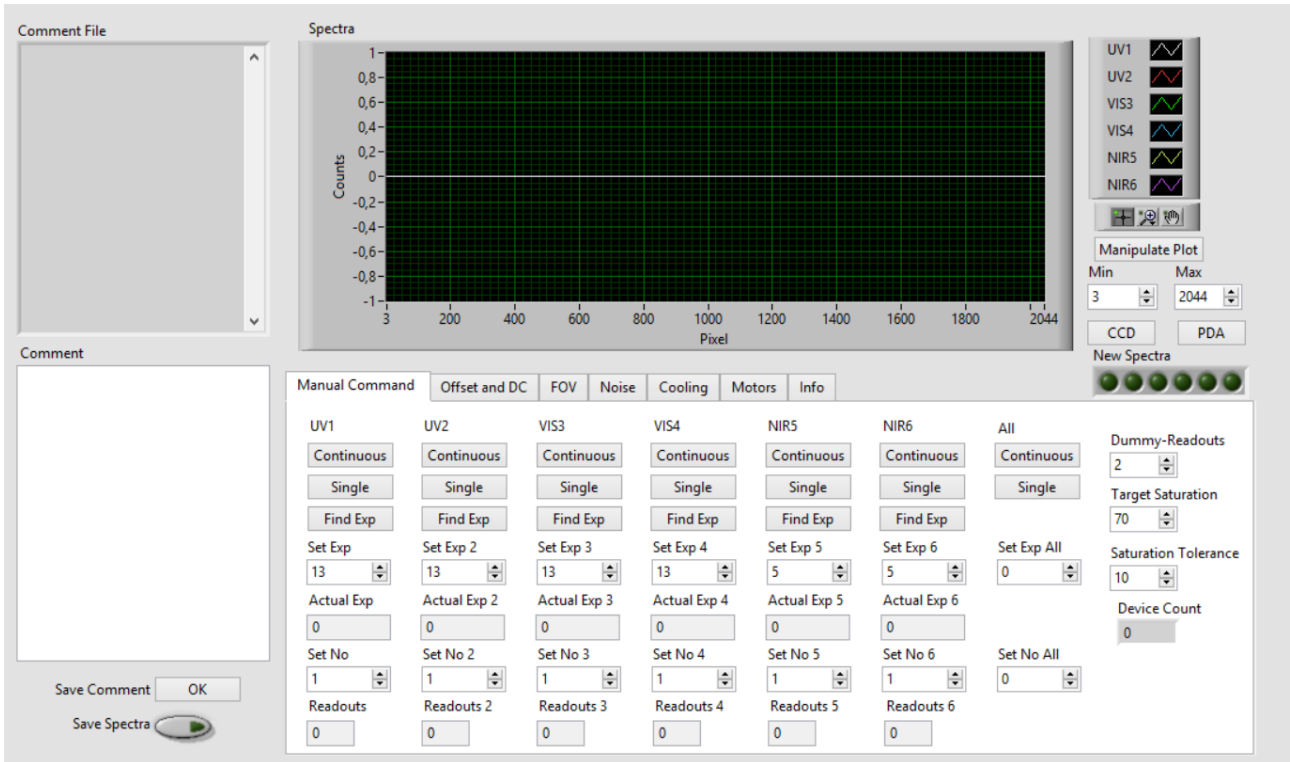 Comment File
Spectra
1
0,8
0,6
0,4
0,2
0
-0,2
-0,4
-0,6
-0,8
-1
Counts
3 200 400 600 800 1000 1200 1400 1600 1800 2044
Pixel
UV1
UV2
VIS3
VIS4
NIR5
NIR6
Manipulate Plot
Min Max
3 2044
CCD PDA
New Spectra
Comment
Save Comment OK
Save Spectra
Manual Command Offset and DC FOV Noise Cooling Motors Info
UV1 UV2 VIS3 VIS4 NIR5 NIR6 All
Continuous Continuous Continuous Continuous Continuous Continuous Continuous
Single Single Single Single Single Single Single
Find Exp Find Exp Find Exp Find Exp Find Exp Find Exp
Set Exp Set Exp 2 Set Exp 3 Set Exp 4 Set Exp 5 Set Exp 6 Set Exp All
13 13 13 13 5 5 0
Actual Exp Actual Exp 2 Actual Exp 3 Actual Exp 4 Actual Exp 5 Actual Exp 6
0 0 0 0 0 0
Set No Set No 2 Set No 3 Set No 4 Set No 5 Set No 6 Set No All
1 1 1 1 1 1 0
Readouts Readouts 2 Readouts 3 Readouts 4 Readouts 5 Readouts 6
0 0 0 0 0 0
Dummy-Readouts
2
Target Saturation
70
Saturation Tolerance
10
Device Count
0